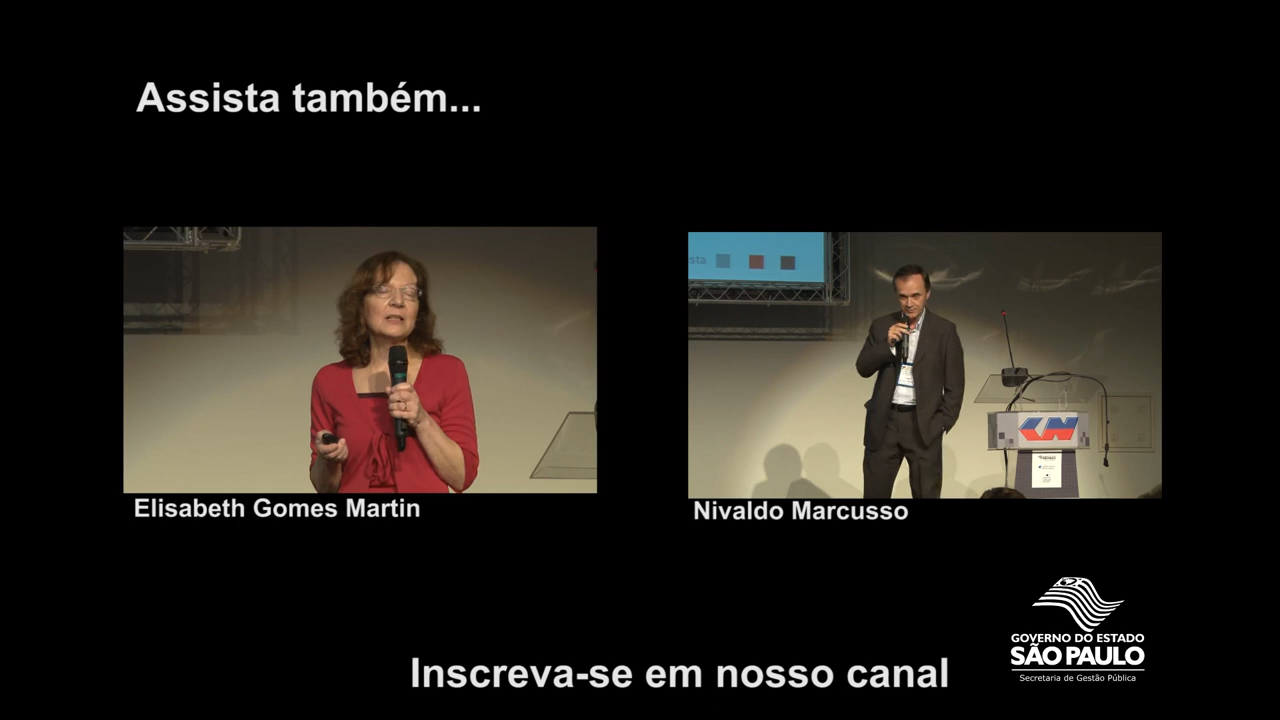 Assista também...
sta
Elisabeth Gomes Martin
Nivaldo Marcusso
Inscreva-se em nosso canal
GOVERNO DO ESTADO
SÃO PAULO
Secretaria de Gestão Pública